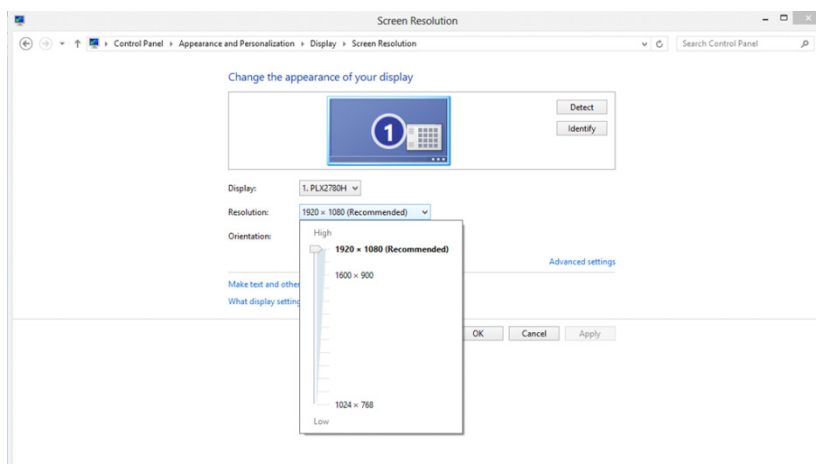 Screen Resolution
Control Panel Appearance and Personalization Display Screen Resolution
Search Control Panel
Change the appearance of your display
1
Detect
Identify
Display: 1. PLX2780H
Resolution: 1920 × 1080 (Recommended)
Orientation:
High
1920 × 1080 (Recommended)
1600 × 900
1024 × 768
Low
Advanced settings
Make text and other
What display setting
OK Cancel Apply